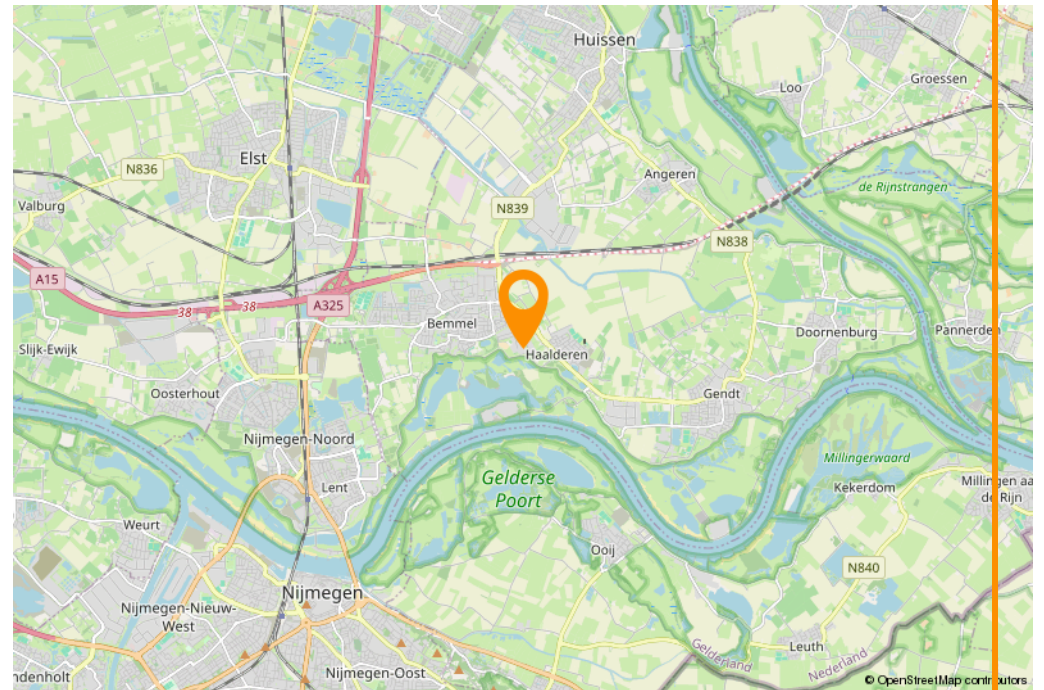 Huissen
Loo
Groessen
Elst
N836
Angeren
de Rijnstrangen
Valburg
N839
N838
A15
38
38
A325
Bemmel
Doornenburg
Pannerden
Slijk-Ewijk
Haalderen
Oosterhout
Gendt
Nijmegen-Noord
Millingerwaard
Gelderse
Poort
Lent
Kekerdom
Millingen aa
de Rijn
Weurt
Ooij
N840
Nijmegen
Nijmegen-Nieuw-
West
Leuth
Gelderland
Nederland
ndenholt
Nijmegen-Oost
© OpenStreetMap contributors